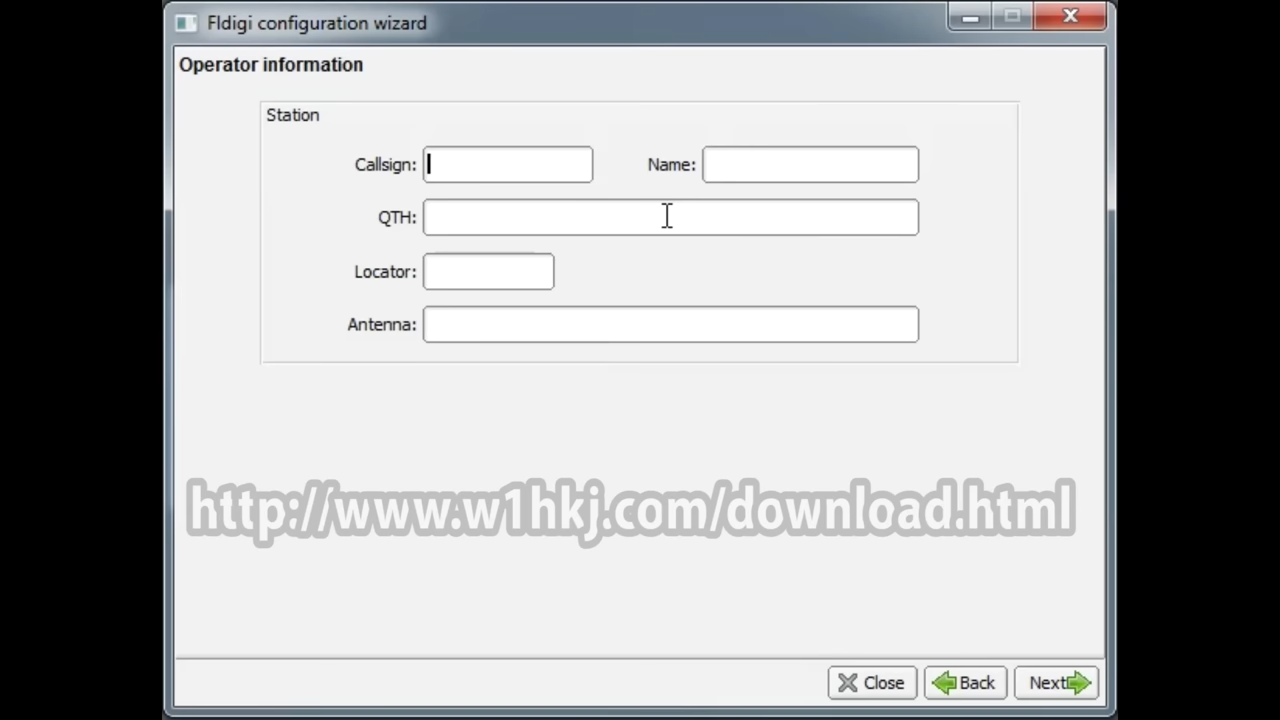 Fldigi configuration wizard
Operator information
Station
Callsign:
Name:
QTH:
Locator:
Antenna:
http://www.w1hkj.com/download.html
Close
Back
Next